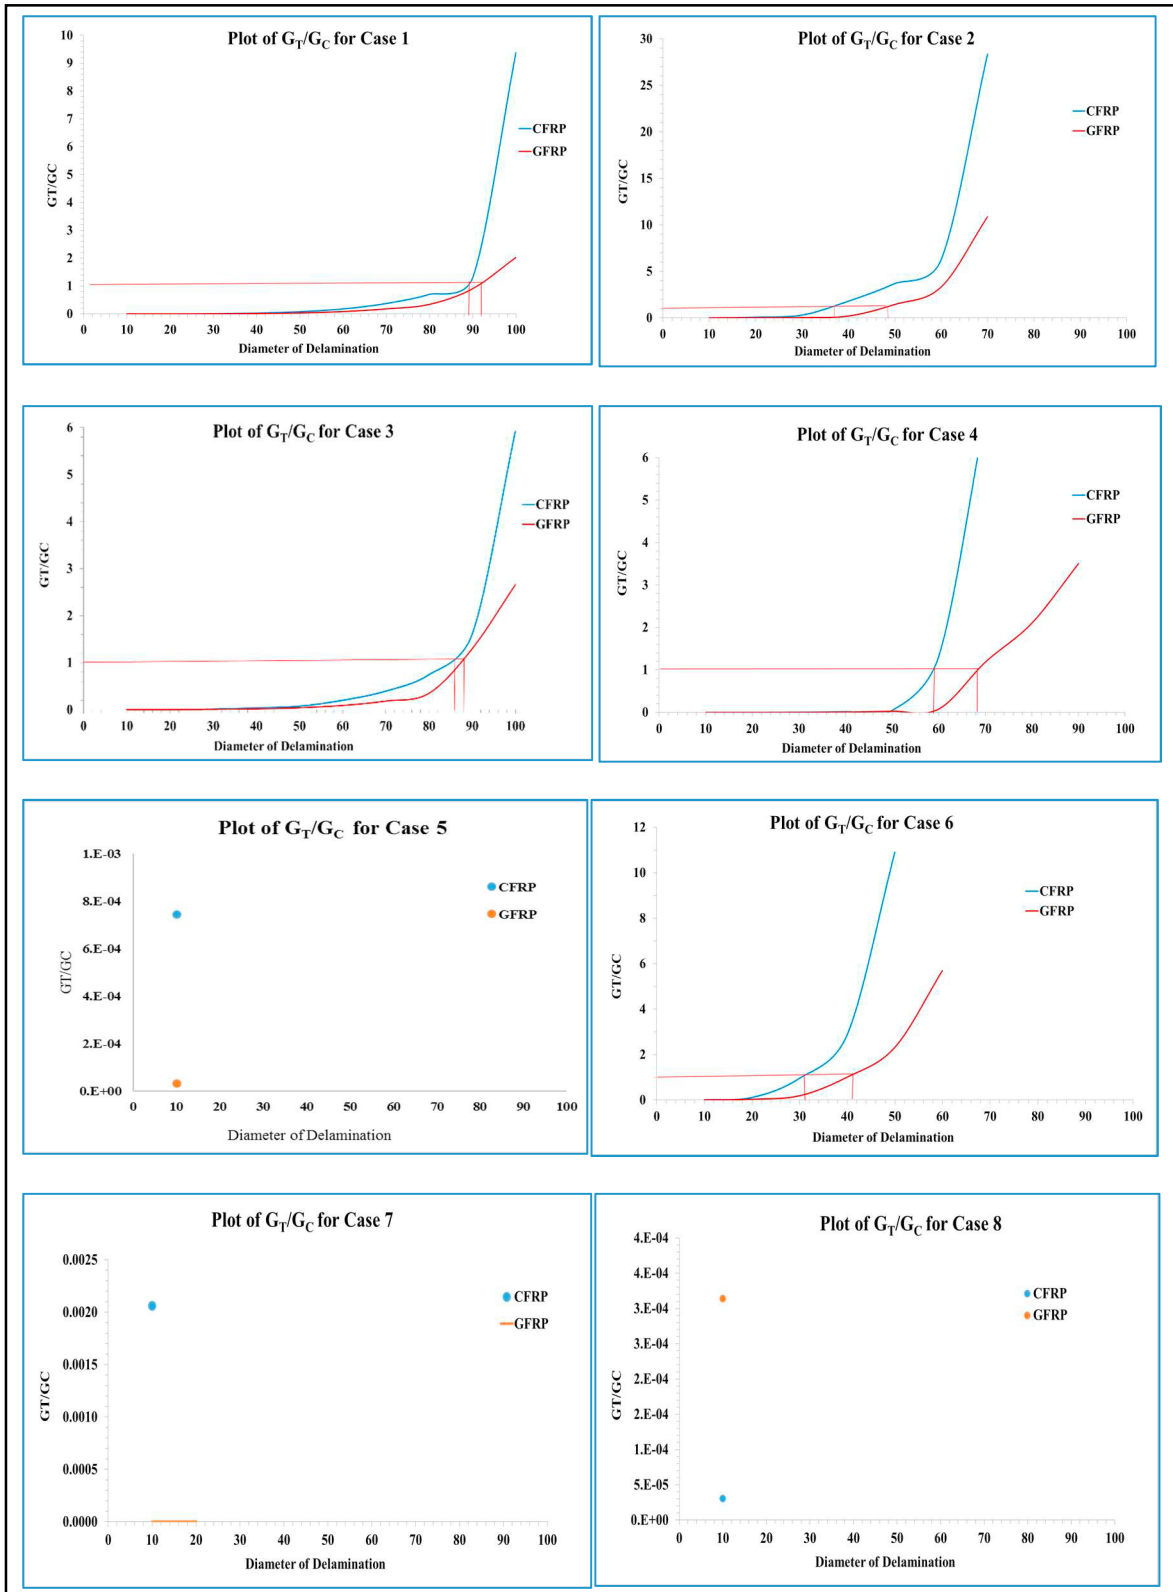 Plot of GT/GC for Case 1
10
9
8
7
6
5
4
3
2
1
0
GT/GC
0 10 20 30 40 50 60 70 80 90 100
Diameter of Delamination
CFRP
GFRP
Plot of GT/GC for Case 2
30
25
20
15
10
5
0
GT/GC
0 10 20 30 40 50 60 70 80 90 100
Diameter of Delamination
CFRP
GFRP
Plot of GT/GC for Case 3
6
5
4
3
2
1
0
GT/GC
0 10 20 30 40 50 60 70 80 90 100
Diameter of Delamination
CFRP
GFRP
Plot of GT/GC for Case 4
6
5
4
3
2
1
0
GT/GC
0 10 20 30 40 50 60 70 80 90 100
Diameter of Delamination
CFRP
GFRP
Plot of GT/GC for Case 5
1.E-03
8.E-04
6.E-04
4.E-04
2.E-04
0.E+00
GT/GC
0 10 20 30 40 50 60 70 80 90 100
Diameter of Delamination
CFRP
GFRP
Plot of GT/GC for Case 6
12
10
8
6
4
2
0
GT/GC
0 10 20 30 40 50 60 70 80 90 100
Diameter of Delamination
CFRP
GFRP
Plot of GT/GC for Case 7
0.0025
0.0020
0.0015
0.0010
0.0005
0.0000
GT/GC
0 10 20 30 40 50 60 70 80 90 100
Diameter of Delamination
CFRP
GFRP
Plot of GT/GC for Case 8
4.E-04
4.E-04
3.E-04
3.E-04
2.E-04
2.E-04
1.E-04
5.E-05
0.E+00
GT/GC
0 10 20 30 40 50 60 70 80 90 100
Diameter of Delamination
CFRP
GFRP